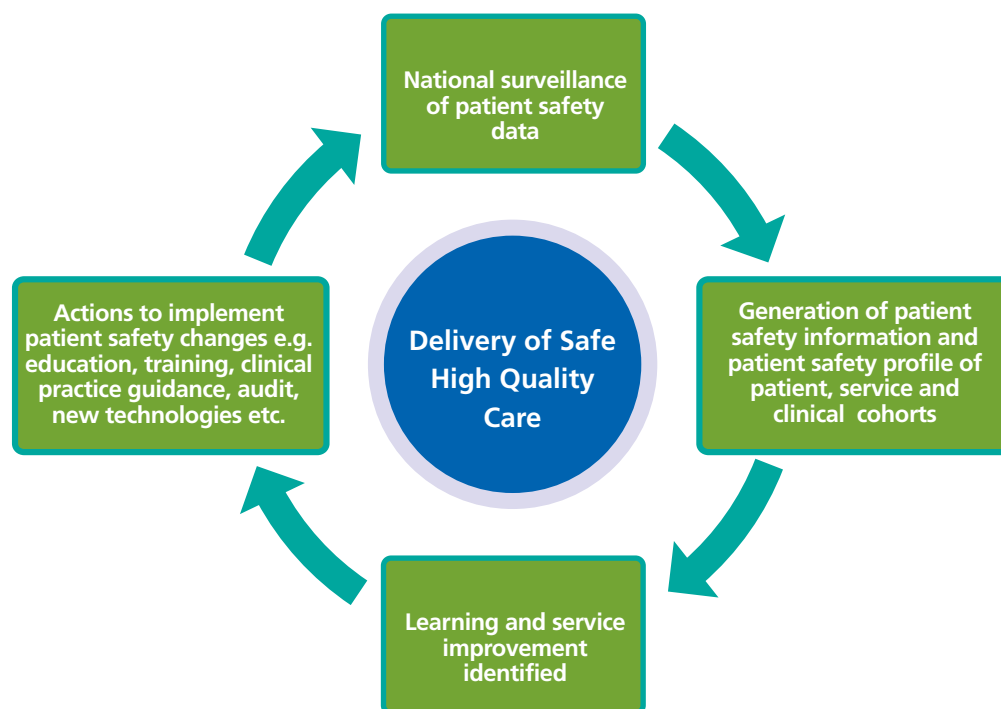 National surveillance
of patient safety
data
Generation of patient
safety information and
patient safety profile of
patient, service and
clinical cohorts
Learning and service
improvement
identified
Actions to implement
patient safety changes e.g.
education, training, clinical
practice guidance, audit,
new technologies etc.
Delivery of Safe
High Quality
Care